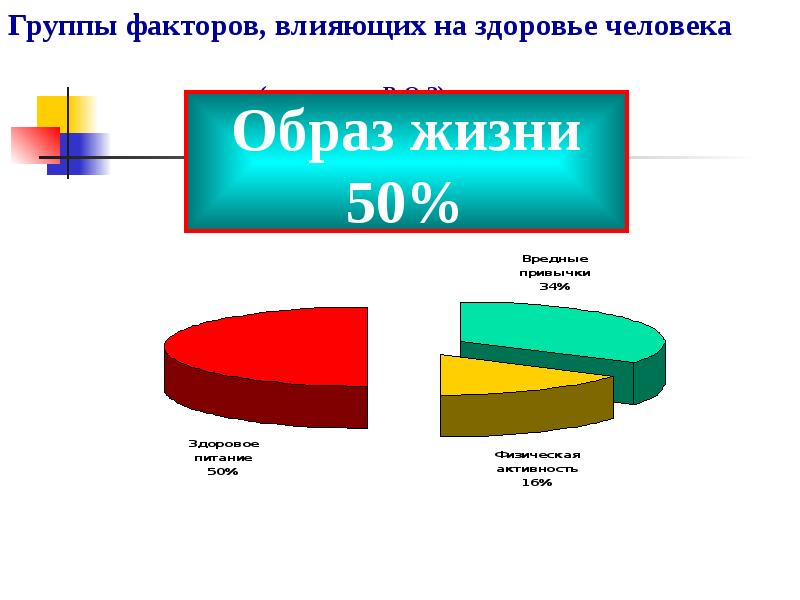 Группы факторов, влияющих на здоровье человека
Образ жизни
50%
Вредные
привычки
34%
Здоровое
питание
50%
Физическая
активность
16%